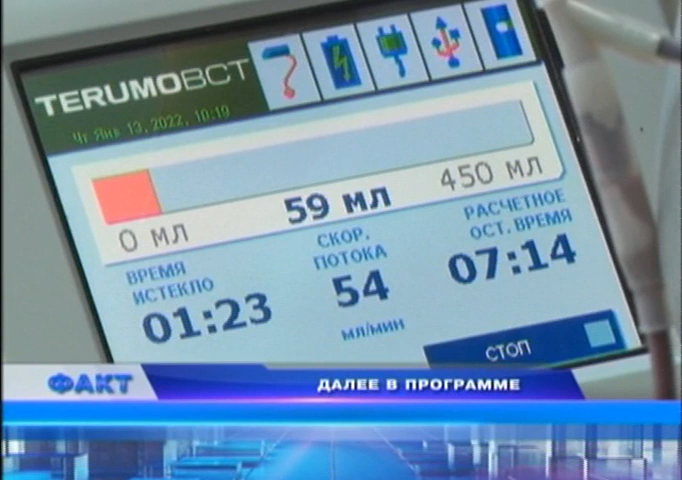 TERUMOBCT
Чт Янв 13, 2022, 10:19
0 мл
59 мл
450 мл
ВРЕМЯ
ИСТЕКЛО
01:23
СКОР.
ПОТОКА
54
мл/мин
РАСЧЕТНОЕ
ОСТ. ВРЕМЯ
07:14
СТОП
ФАКТ
ДАЛЕЕ В ПРОГРАММЕ